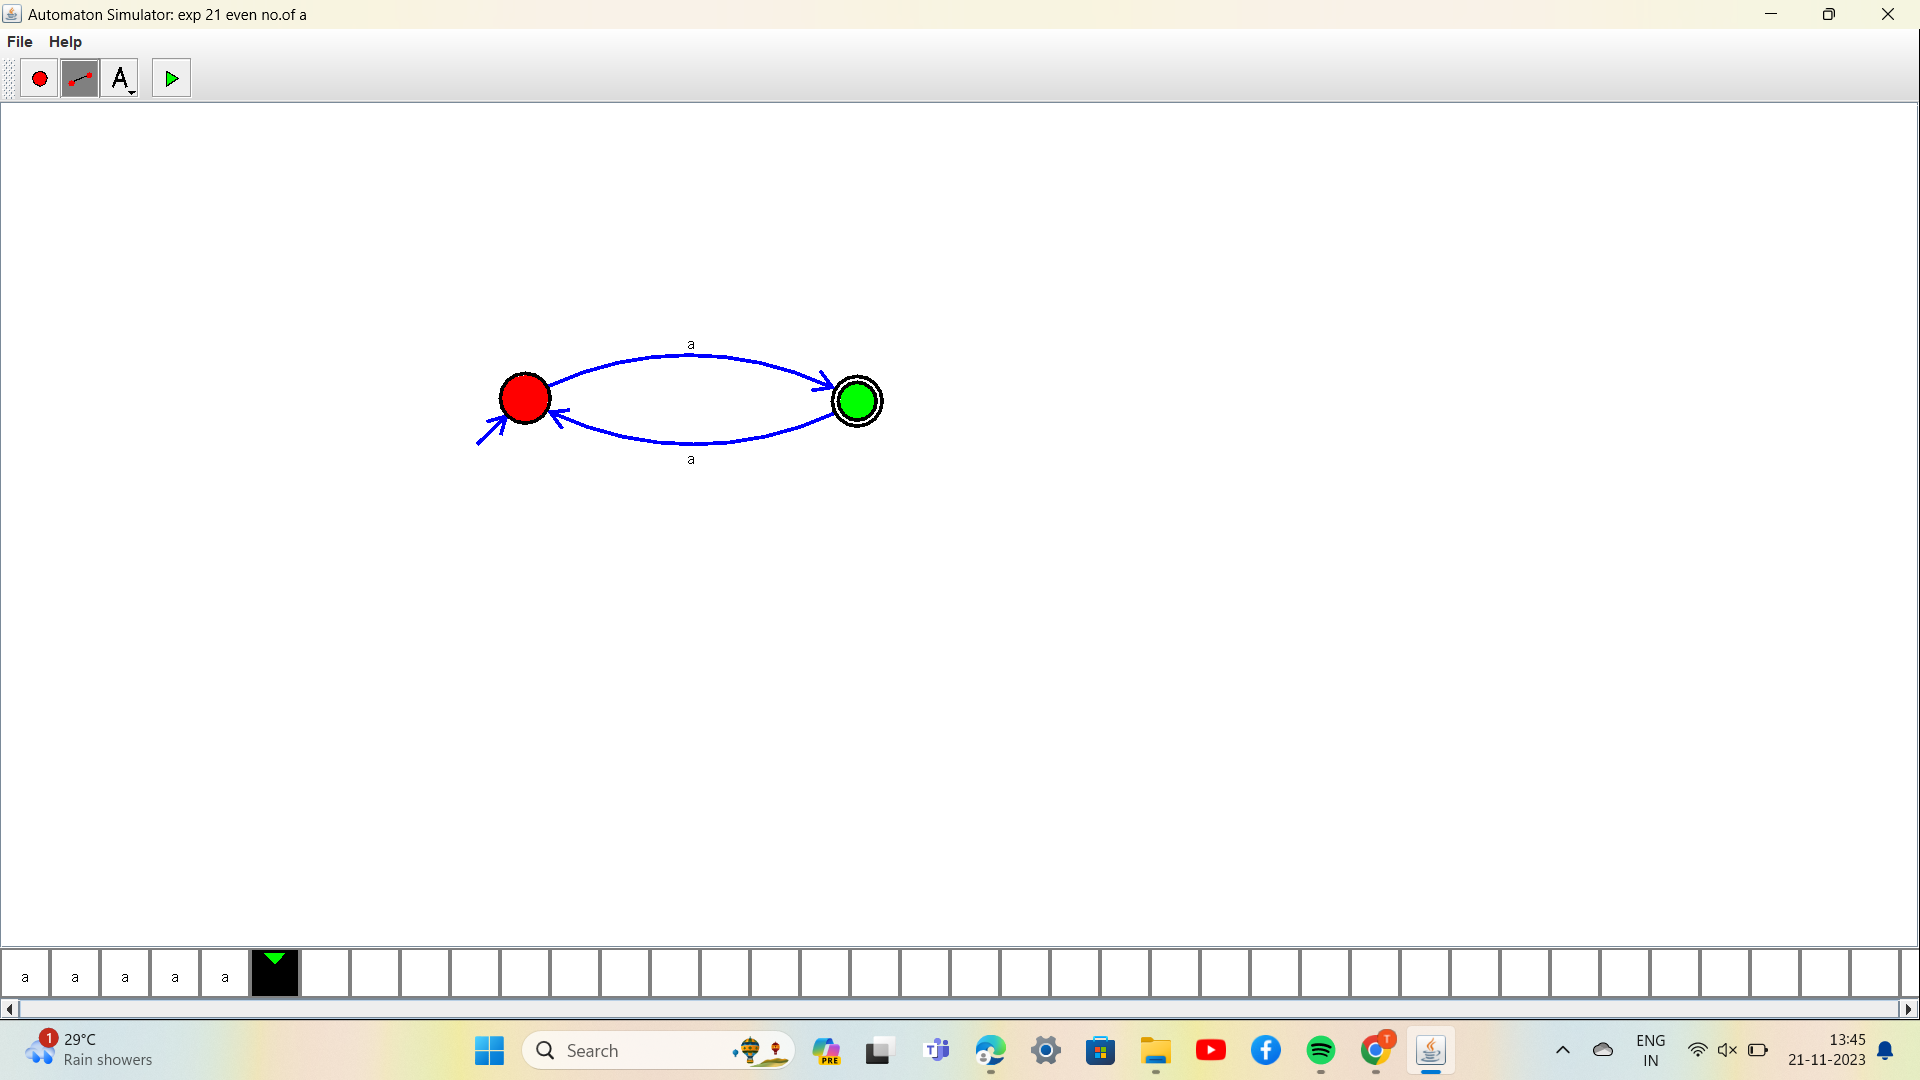 Automaton Simulator: exp 21 even no.of a
File Help
A
a
a
a a a a a
1
29°C
Rain showers
Search
PRE
T
ENG
IN
13:45
21-11-2023